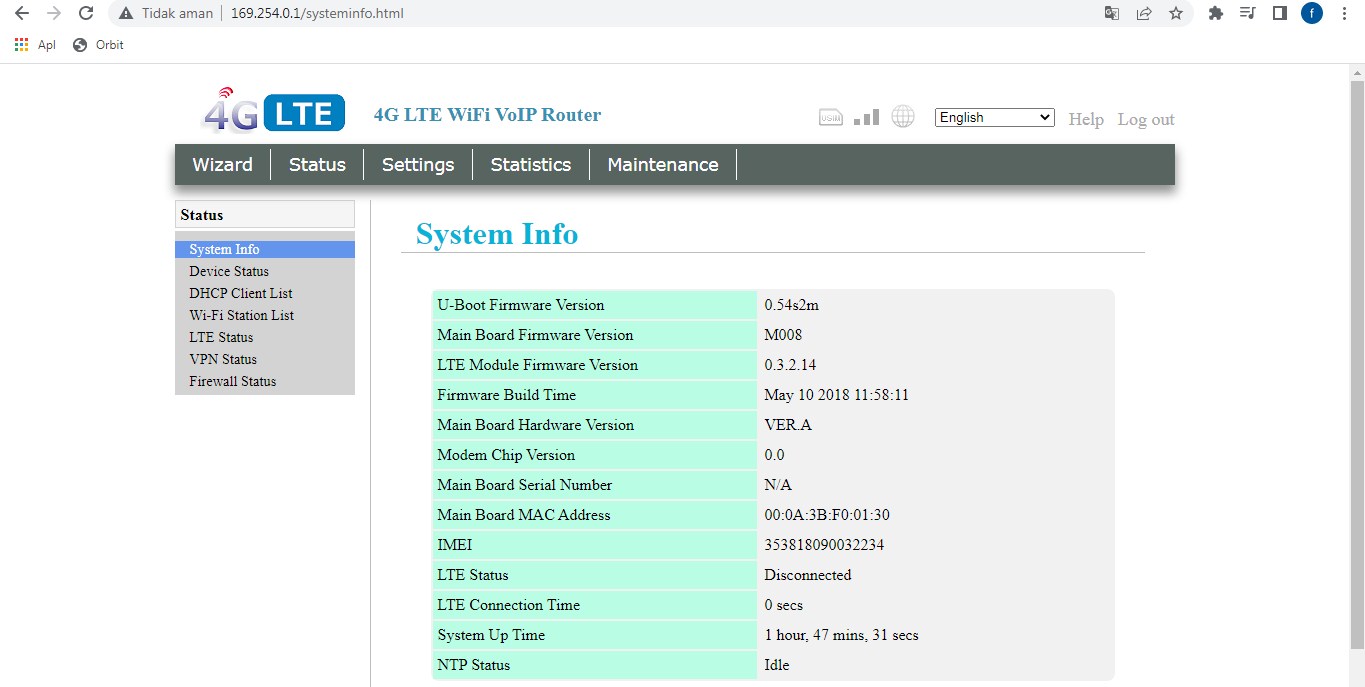 Tidak aman 169.254.0.1/systeminfo.html f
Apl Orbit
4G LTE 4G LTE WiFi VoIP Router USIM English Help Log out
Wizard Status Settings Statistics Maintenance
Status
System Info
Device Status
DHCP Client List
Wi-Fi Station List
LTE Status
VPN Status
Firewall Status
System Info
U-Boot Firmware Version 0.54s2m
Main Board Firmware Version M008
LTE Module Firmware Version 0.3.2.14
Firmware Build Time May 10 2018 11:58:11
Main Board Hardware Version VER.A
Modem Chip Version 0.0
Main Board Serial Number N/A
Main Board MAC Address 00:0A:3B:F0:01:30
IMEI 353818090032234
LTE Status Disconnected
LTE Connection Time 0 secs
System Up Time 1 hour, 47 mins, 31 secs
NTP Status Idle